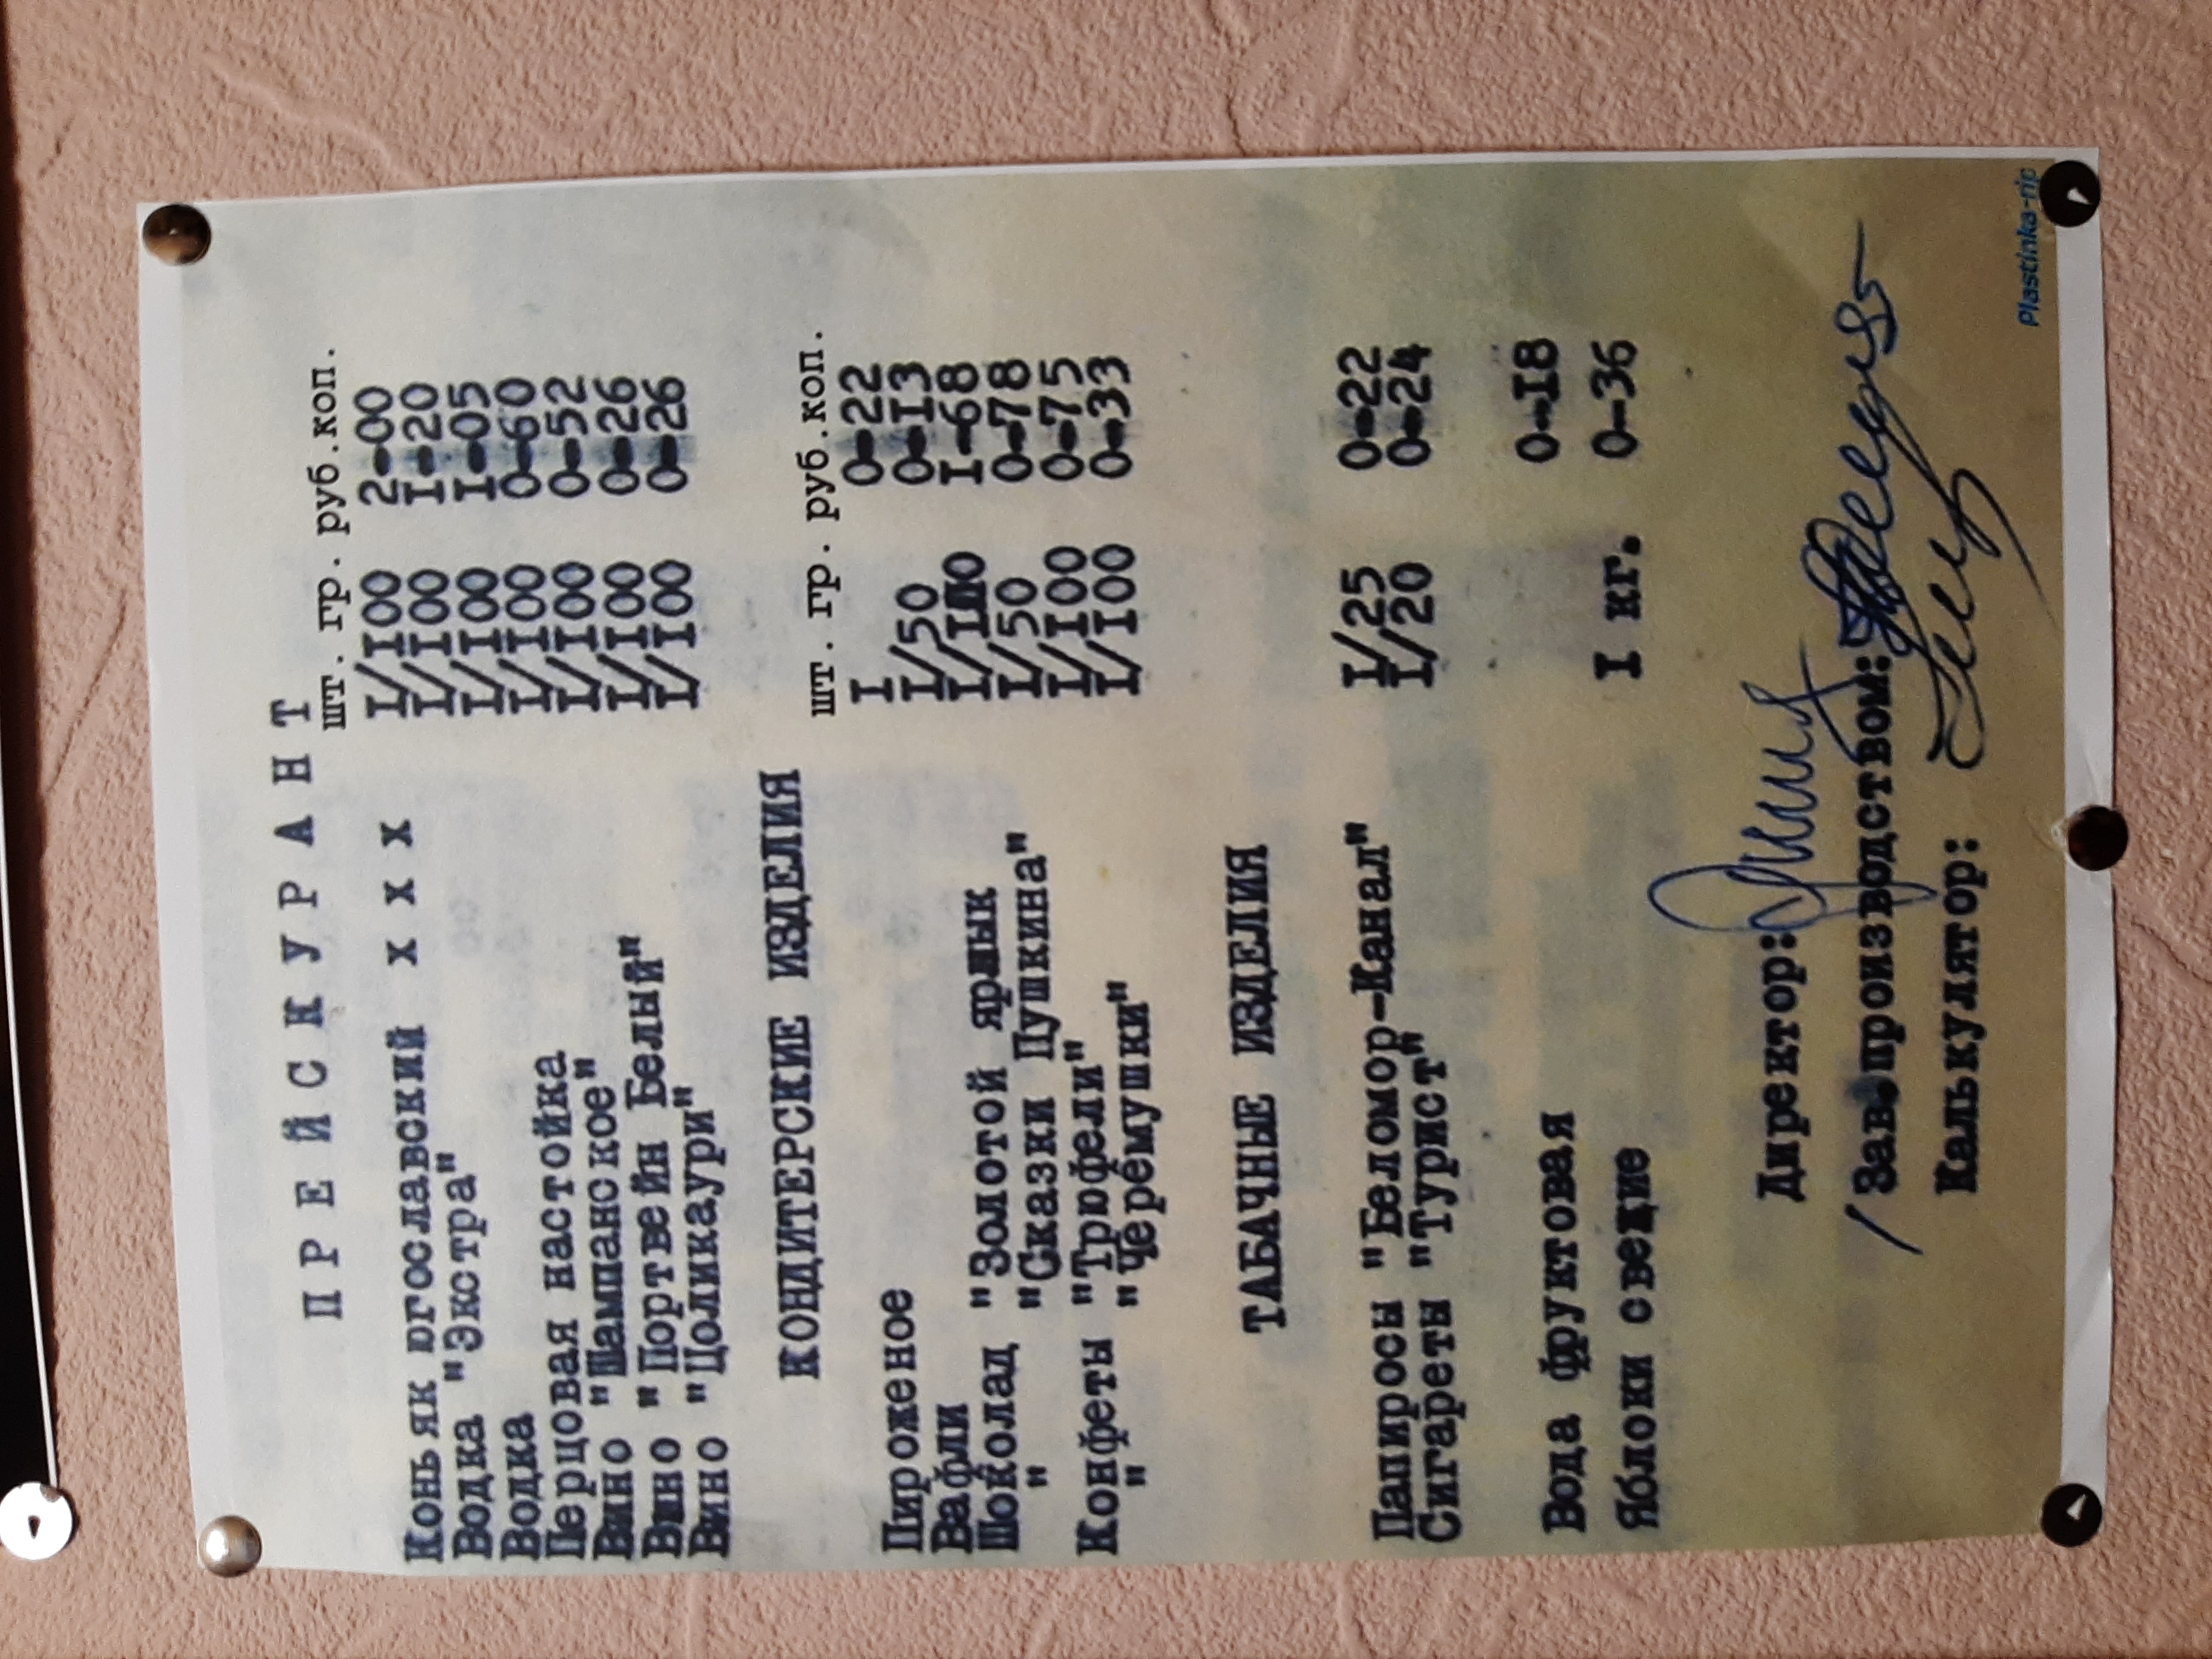 ПРЕЙСКУРАНТ
шт. гр. руб.коп.
Коньяк югославский х х х I/I00 2-00
Водка "Экстра" I/I00 I-20
Водка I/I00 I-05
Перцовая настойка I/I00 0-60
Вино "Шампанское" I/I00 0-52
Вино "Портвейн Белый" I/I00 0-26
Вино "Цоликаури" I/I00 0-26
КОНДИТЕРСКИЕ ИЗДЕЛИЯ
шт. гр. руб.коп.
Пироженое I 0-22
Вафли I/50 0-I3
Шоколад "Золотой ярлык I/I00 I-68
" "Сказки Пушкина" I/50 0-78
Конфеты "Трюфели" I/I00 0-75
" "Черёмушки" I/I00 0-33
ТАБАЧНЫЕ ИЗДЕЛИЯ
Папиросы "Беломор-Канал" I/25 0-22
Сигареты "Турист" I/20 0-24
Вода фруктовая 0-I8
Яблоки свещие I кг. 0-36
Директор:
/ Зав.производством:
Калькулятор:
Plastinka-rip